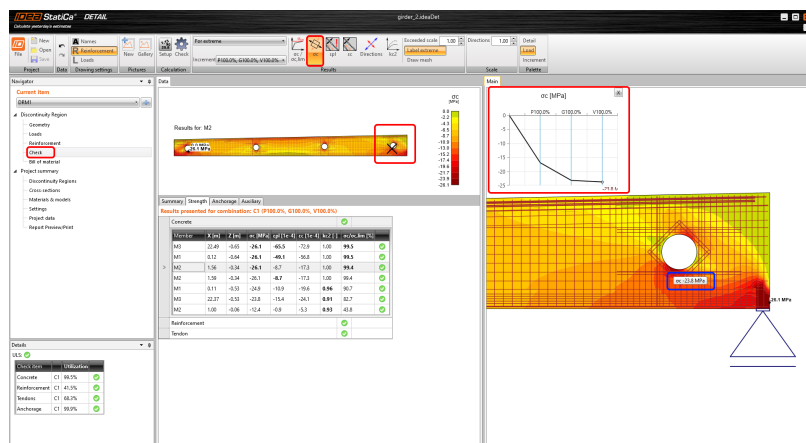 IDEA StatiCa® DETAIL
Calculate yesterday's estimates
girder_2.ideaDet
File
New
Open
Save
Project
Data
A Names
R Reinforcement
L Loads
Drawing settings
New Gallery
Pictures
Setup Check
Calculation
For extreme
Increment P100.0%, G100.0%, V100.0%
σc / σc,lim
σc
εpl
εc
Directions
kc2
Results
Exceeded scale 1.00
Label extreme
Draw mesh
Directions 1.00
Scale
Detail
Load
Increment
Palette
Navigator
Current item
DRM1
Discontinuity Region
Geometry
Loads
Reinforcement
Check
Bill of material
Project summary
Discontinuity Regions
Cross-sections
Materials & models
Settings
Project data
Report Preview/Print
Details
ULS:
Check item Utilization
Concrete C1 99.5%
Reinforcement C1 41.5%
Tendons C1 68.3%
Anchorage C1 99.9%
Data
Results for: M2
-26.1 MPa
σc
[MPa]
0.0
-2.2
-4.3
-6.5
-8.7
-10.8
-13.0
-15.2
-17.4
-19.6
-21.7
-23.9
-26.1
Summary Strength Anchorage Auxiliary
Results presented for combination: C1 (P100.0%, G100.0%, V100.0%)
Concrete
Member X [m] Z [m] σc [MPa] εpl [1e-4] εc [1e-4] kc2 [-] σc/σc,lim [%]
M3 22.49 -0.65 -26.1 -65.5 -72.9 1.00 99.5
M1 0.12 -0.64 -26.1 -49.1 -56.8 1.00 99.5
M2 1.56 -0.34 -26.1 -8.7 -17.3 1.00 99.4
M2 1.59 -0.34 -26.1 -8.7 -17.3 1.00 99.4
M1 0.11 -0.53 -24.9 -10.9 -19.6 0.96 90.7
M3 22.37 -0.53 -23.8 -15.4 -24.1 0.91 82.7
M2 1.00 -0.06 -12.4 -0.9 -5.3 0.93 43.8
Reinforcement
Tendon
Main
σc [MPa]
X
P100.0% G100.0% V100.0%
0
-5
-10
-15
-20
-25
σc -23.8 MPa
-26.1 MPa